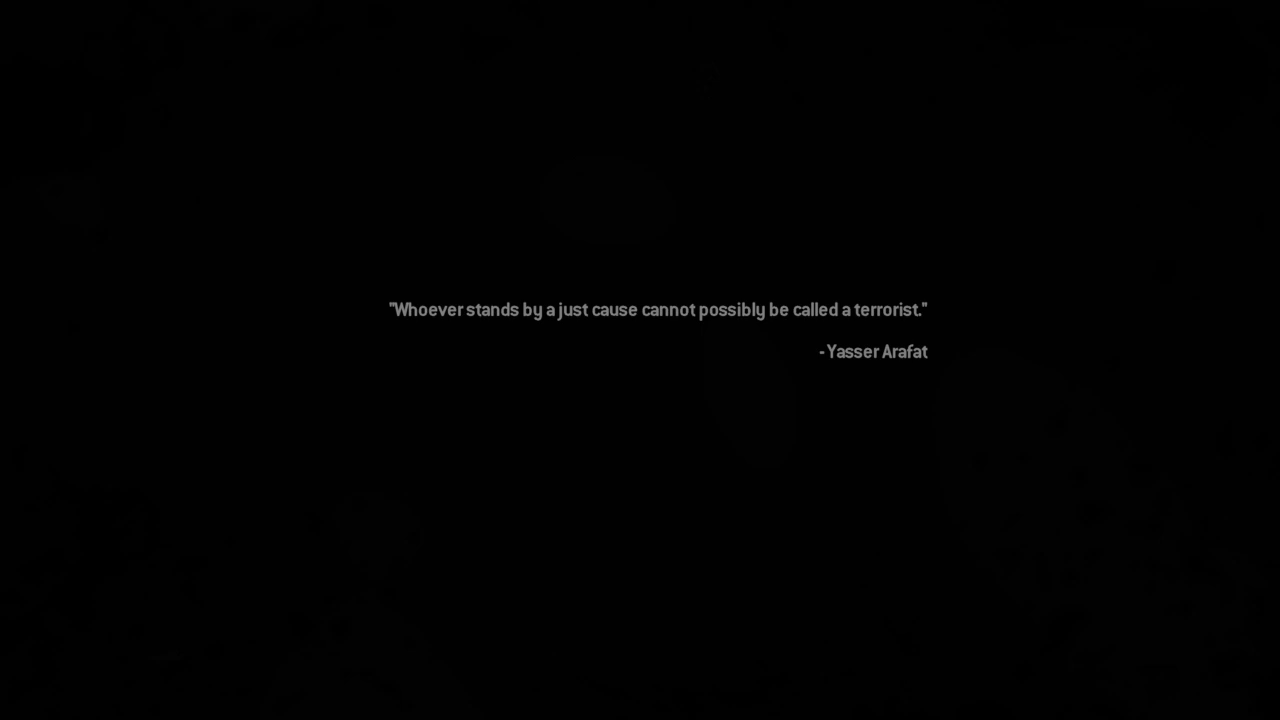 "Whoever stands by a just cause cannot possibly be called a terrorist."
- Yasser Arafat